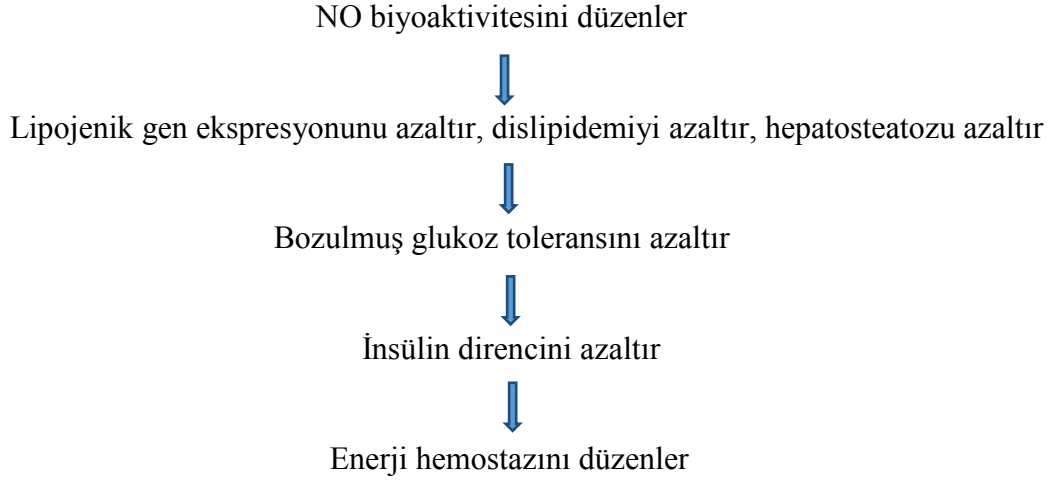 NO biyoaktivitesini düzenler
Lipojenik gen ekspresyonunu azaltır, dislipidemiyi azaltır, hepatosteatozu azaltır
Bozulmuş glukoz toleransını azaltır
İnsülin direncini azaltır
Enerji hemostazını düzenler